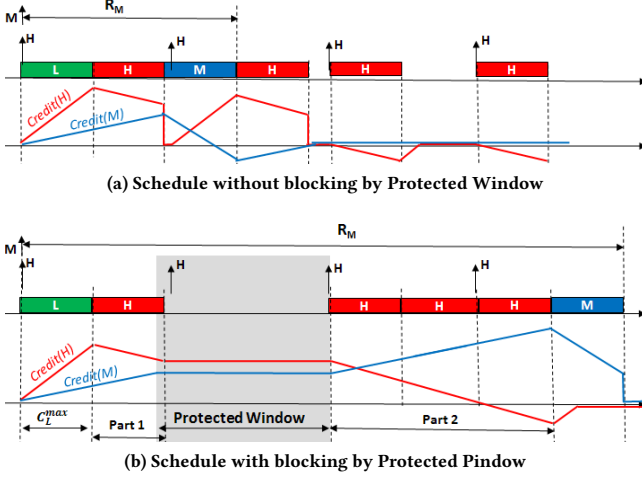 R_M
M
H
H
H
H
L
H
M
H
H
H
Credit(H)
Credit(M)
(a) Schedule without blocking by Protected Window
M
R_M
H
H
H
H
L
H
H
H
H
M
Credit(H)
Credit(M)
C_L^max
Part 1
Protected Window
Part 2
(b) Schedule with blocking by Protected Pindow